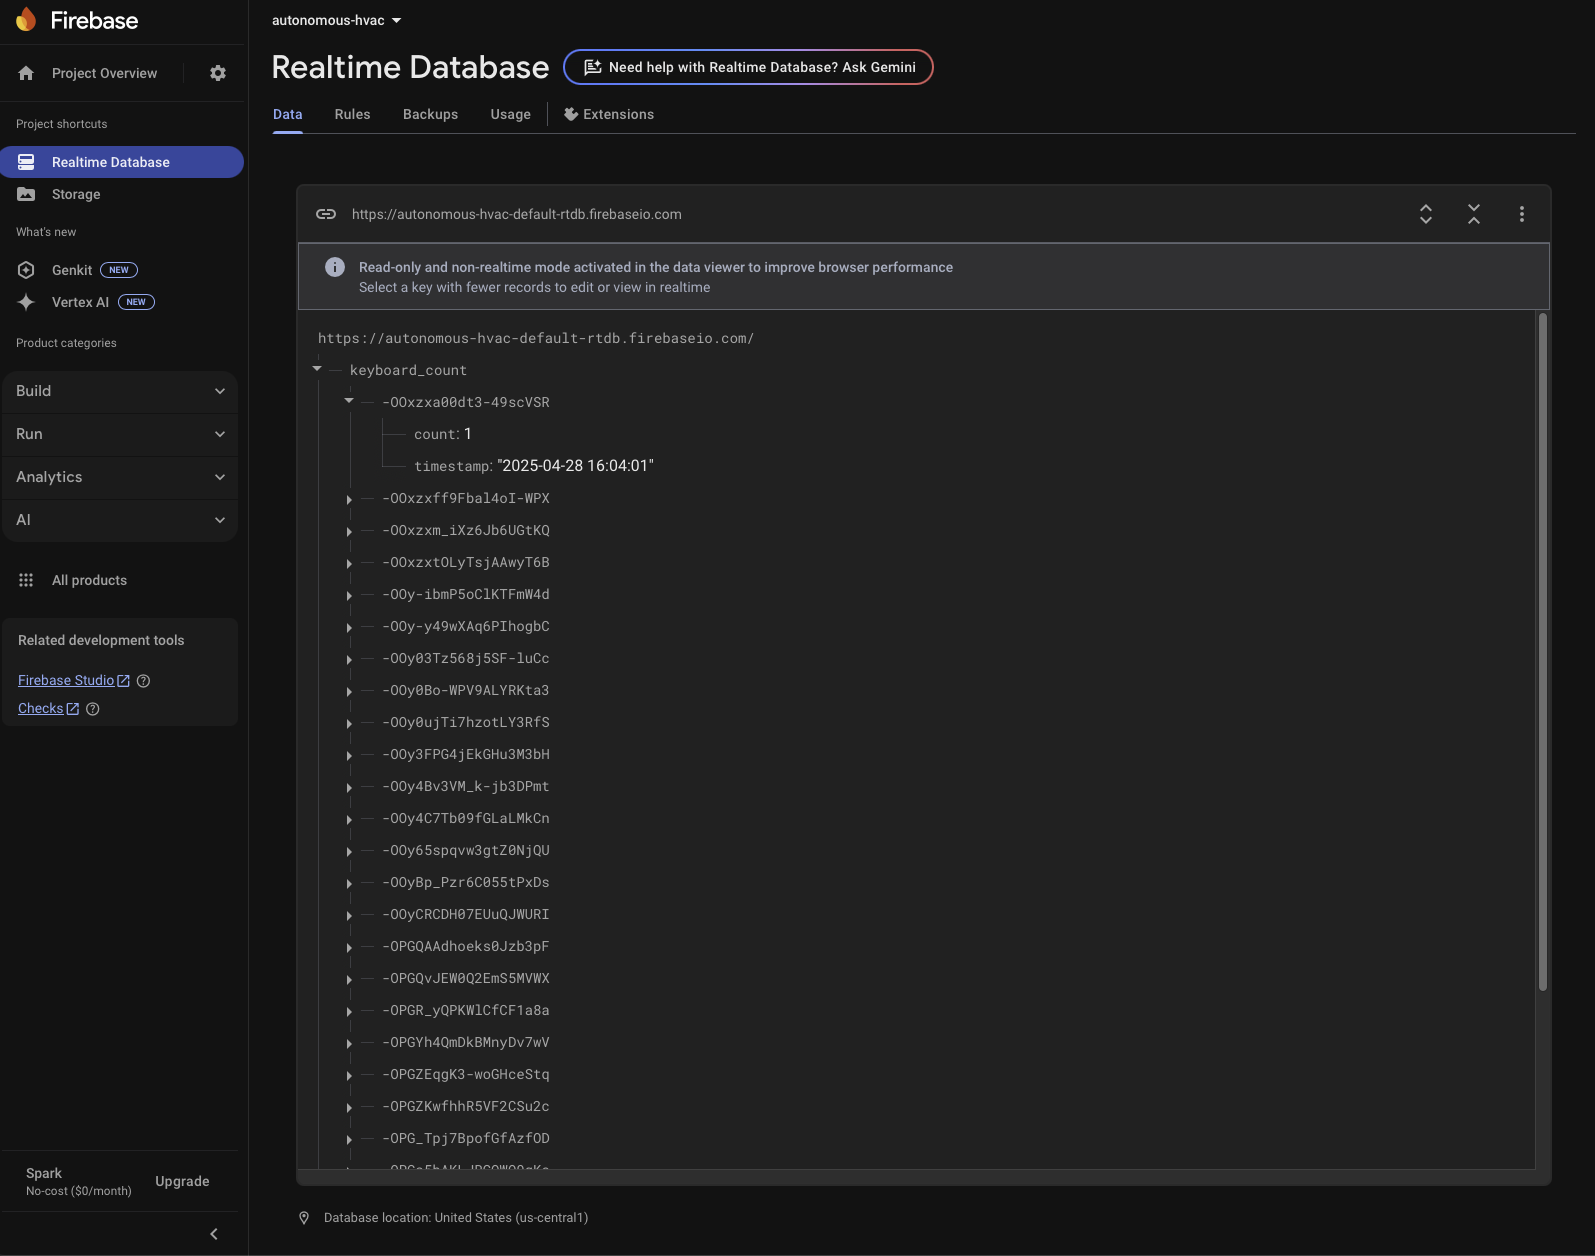 Firebase
Project Overview
Project shortcuts
Realtime Database
Storage
What's new
Genkit NEW
Vertex AI NEW
Product categories
Build
Run
Analytics
AI
All products
Related development tools
Firebase Studio
Checks
Spark
No-cost ($0/month)
Upgrade
autonomous-hvac
Realtime Database
Need help with Realtime Database? Ask Gemini
Data Rules Backups Usage Extensions
https://autonomous-hvac-default-rtdb.firebaseio.com
Read-only and non-realtime mode activated in the data viewer to improve browser performance
Select a key with fewer records to edit or view in realtime
https://autonomous-hvac-default-rtdb.firebaseio.com/
keyboard_count
-OOxzxa00dt3-49scVSR
count: 1
timestamp: "2025-04-28 16:04:01"
-OOxzxff9Fbal4oI-WPX
-OOxzxm_iXz6Jb6UGtKQ
-OOxzxtOLyTsjAAwyT6B
-OOy-ibmP5oClKTFmW4d
-OOy-y49wXAq6PIhogbC
-OOy03Tz568j5SF-luCc
-OOy0Bo-WPV9ALYRKta3
-OOy0ujTi7hzotLY3RfS
-OOy3FPG4jEkGHu3M3bH
-OOy4Bv3VM_k-jb3DPmt
-OOy4C7Tb09fGLaLMkCn
-OOy65spqvw3gtZ0NjQU
-OOyBp_Pzr6C055tPxDs
-OOyCRCDH07EUuQJWURI
-OPGQAAdhoeks0Jzb3pF
-OPGQvJEW0Q2EmS5MVWX
-OPGR_yQPKWlCfCF1a8a
-OPGYh4QmDkBMnyDv7wV
-OPGZEqgK3-woGHceStq
-OPGZKwfhhR5VF2CSu2c
-OPG_Tpj7BpofGfAzfOD
Database location: United States (us-central1)